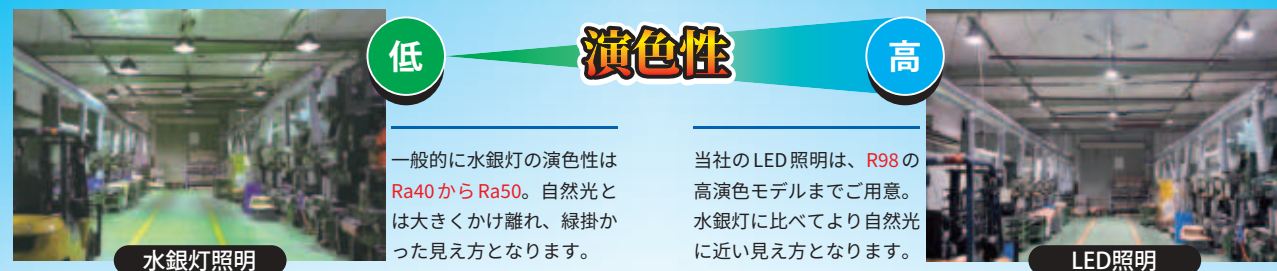 低
演色性
高
一般的に水銀灯の演色性は
Ra40からRa50。自然光と
は大きくかけ離れ、緑掛か
った見え方となります。
当社のLED照明は、R98の
高演色モデルまでご用意。
水銀灯に比べてより自然光
に近い見え方となります。
水銀灯照明
LED照明